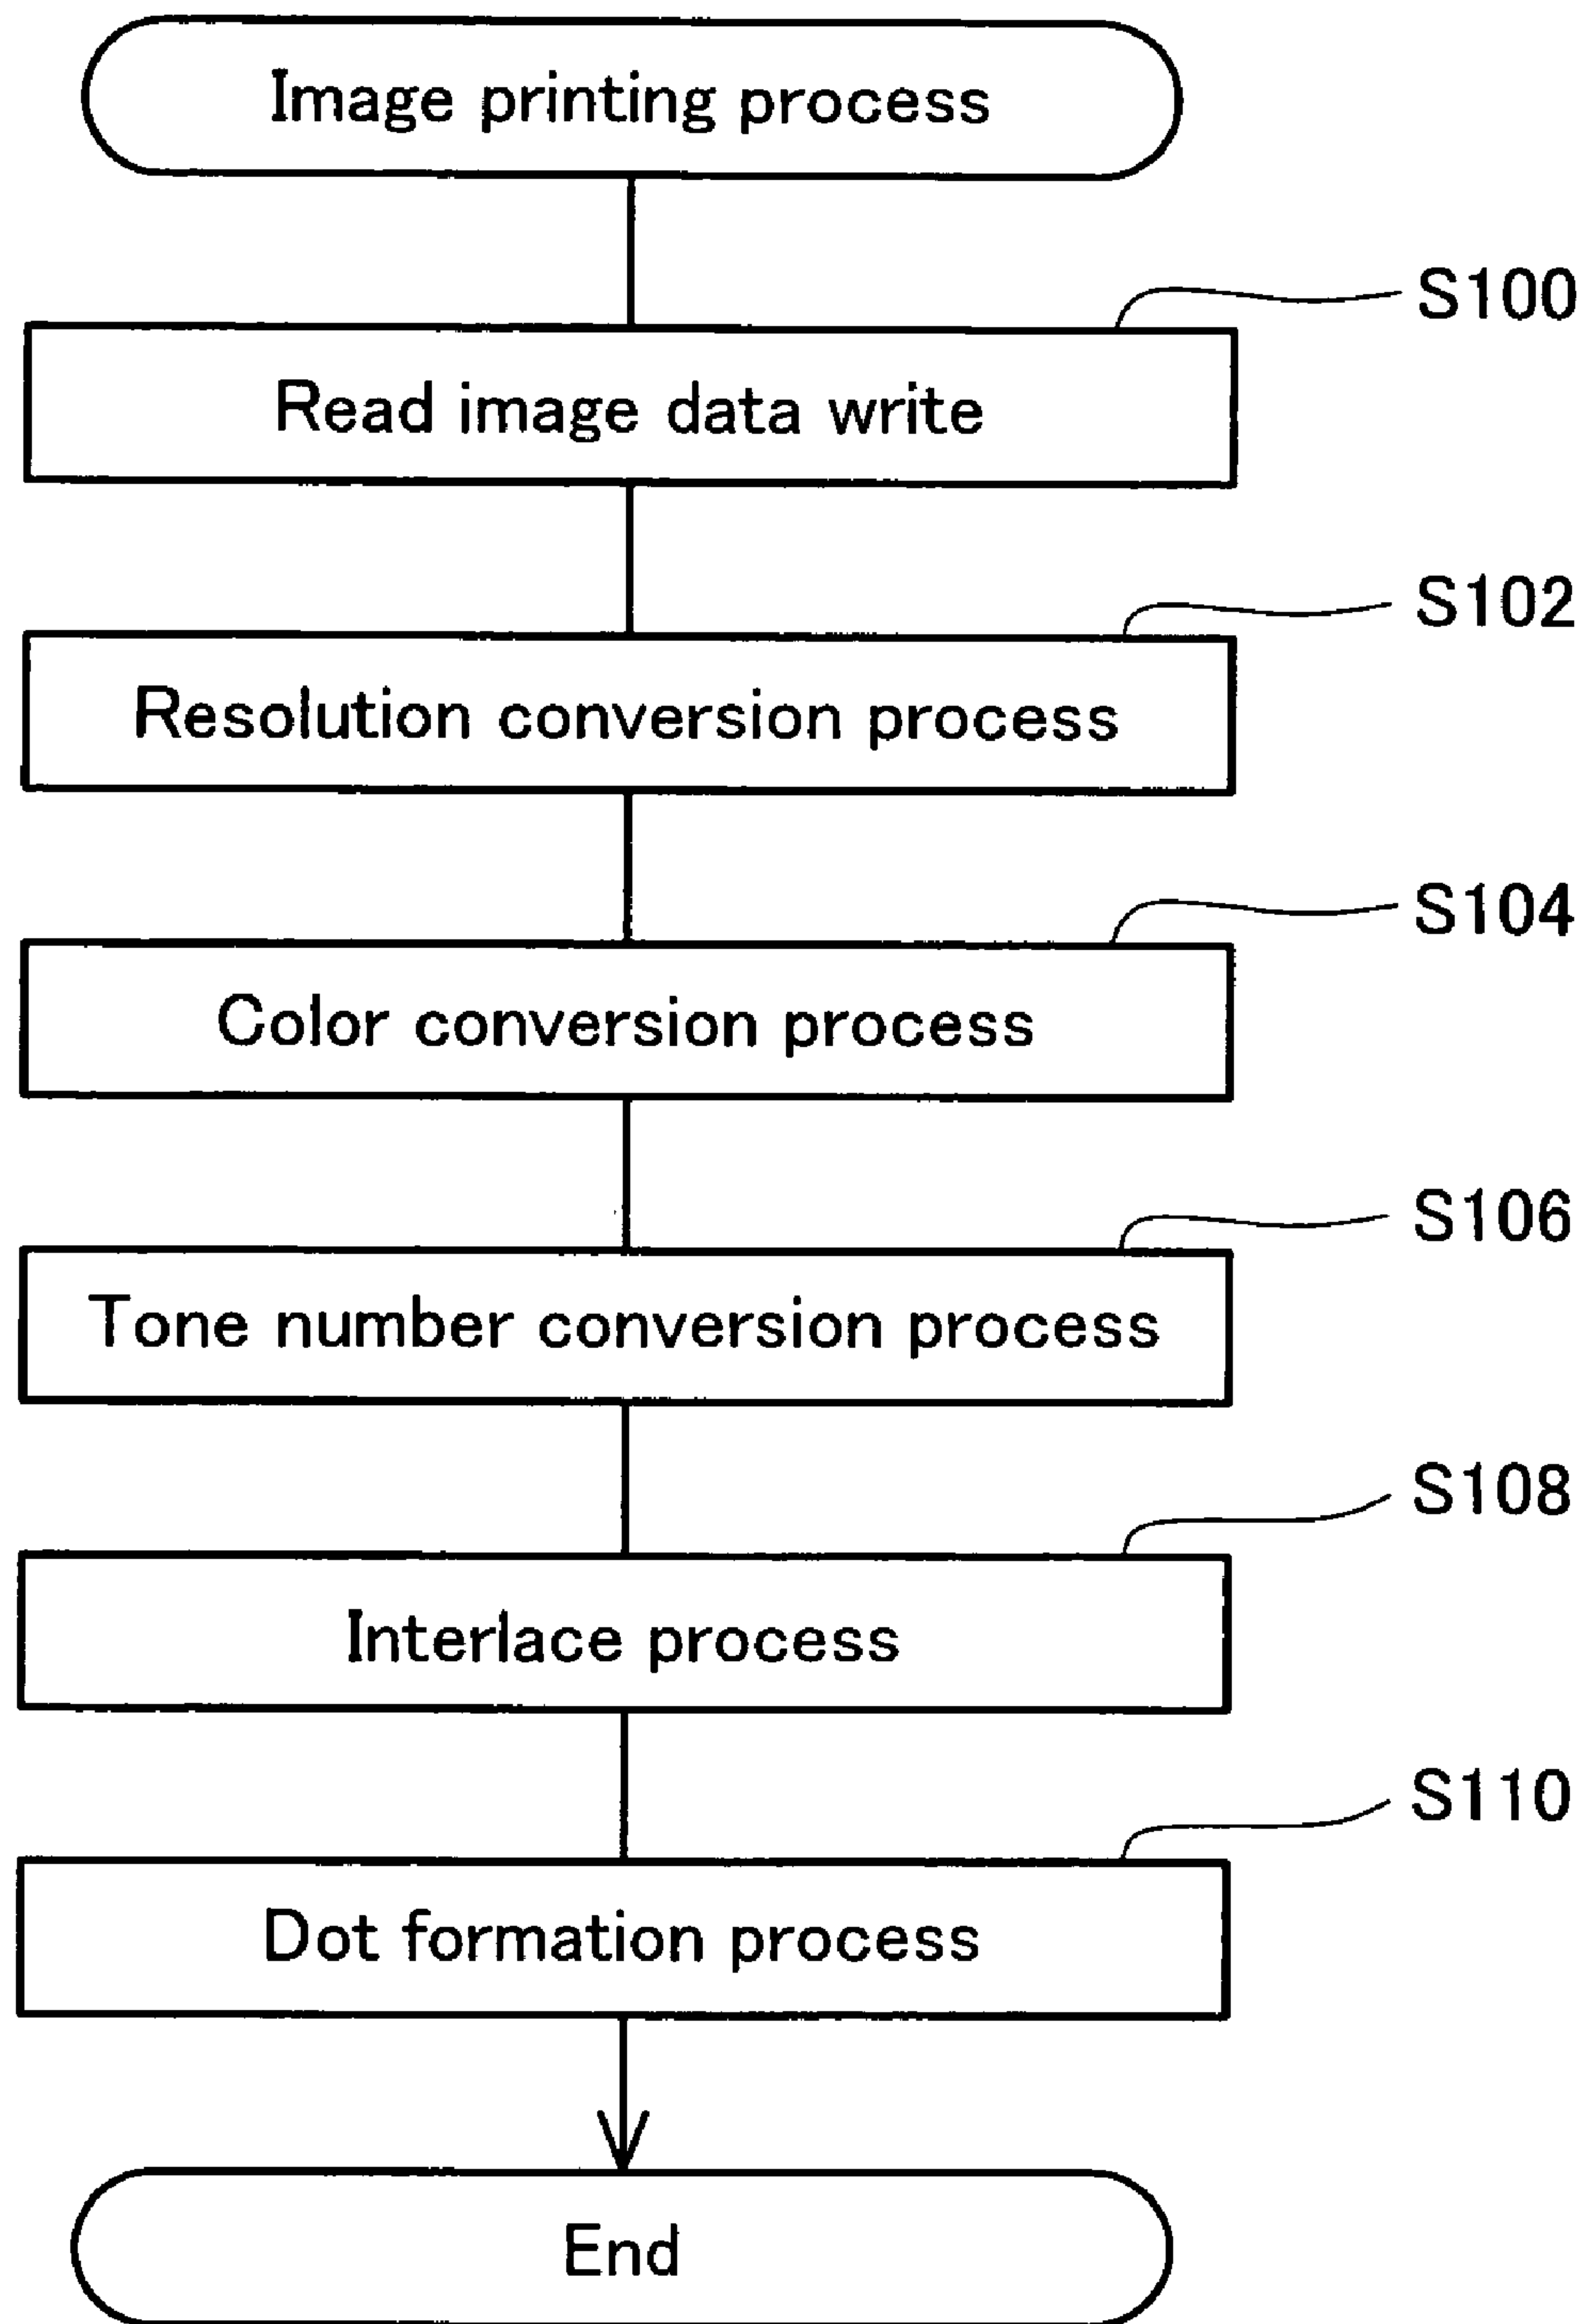 Image printing process
S100
Read image data write
S102
Resolution conversion process
S104
Color conversion process
S106
Tone number conversion process
S108
Interlace process
S110
Dot formation process
End